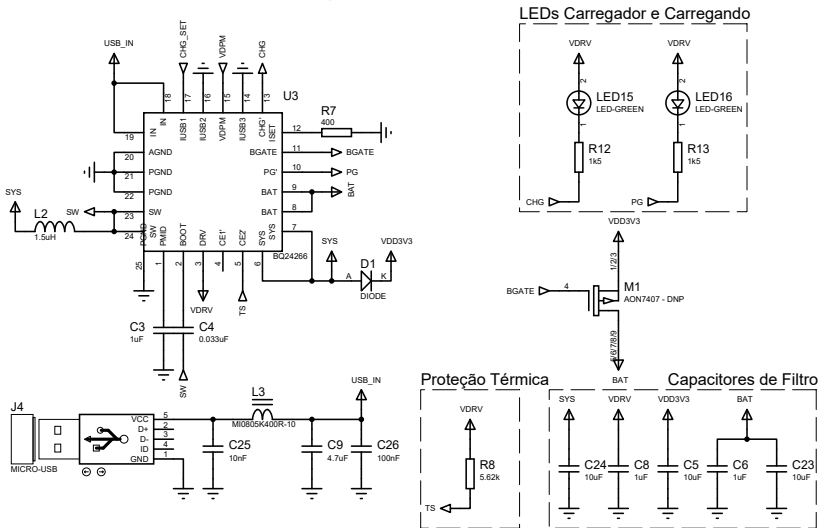 LEDs Carregador e Carregando
USB_IN
CHG_SET
VDPM
CHG
VDRV
VDRV
18
17
16
15
14
13
U3
2
2
LED15
LED-GREEN
LED16
LED-GREEN
1
1
IN
IUSB1
IUSB2
VDPM
IUSB3
CHG'
ISET
12
R7
400
19
IN
20
AGND
BGATE
11
BGATE
R12
1k5
R13
1k5
21
PGND
PG'
10
PG
22
PGND
BAT
9
BAT
CHG
PG
SYS
SW
23
SW
BAT
8
L2
1.5uH
24
SW
SYS
7
PGND
PMID
BOOT
DRV
CE1'
CE2'
SYS
BQ24266
SYS
VDD3V3
VDD3V3
25
1
2
3
4
5
6
A
D1
K
DIODE
1/2/3
M1
BGATE
4
AON7407 - DNP
VDRV
TS
C3
1uF
C4
0.033uF
5/6/7/8/9
SW
BAT
J4
MICRO-USB
VCC
5
D+
2
D-
3
ID
4
GND
1
L3
MI0805K400R-10
USB_IN
C25
10nF
C9
4.7uF
C26
100nF
Proteção Térmica
VDRV
R8
5.62k
TS
Capacitores de Filtro
SYS
VDRV
VDD3V3
BAT
C24
10uF
C8
1uF
C5
10uF
C6
1uF
C23
10uF